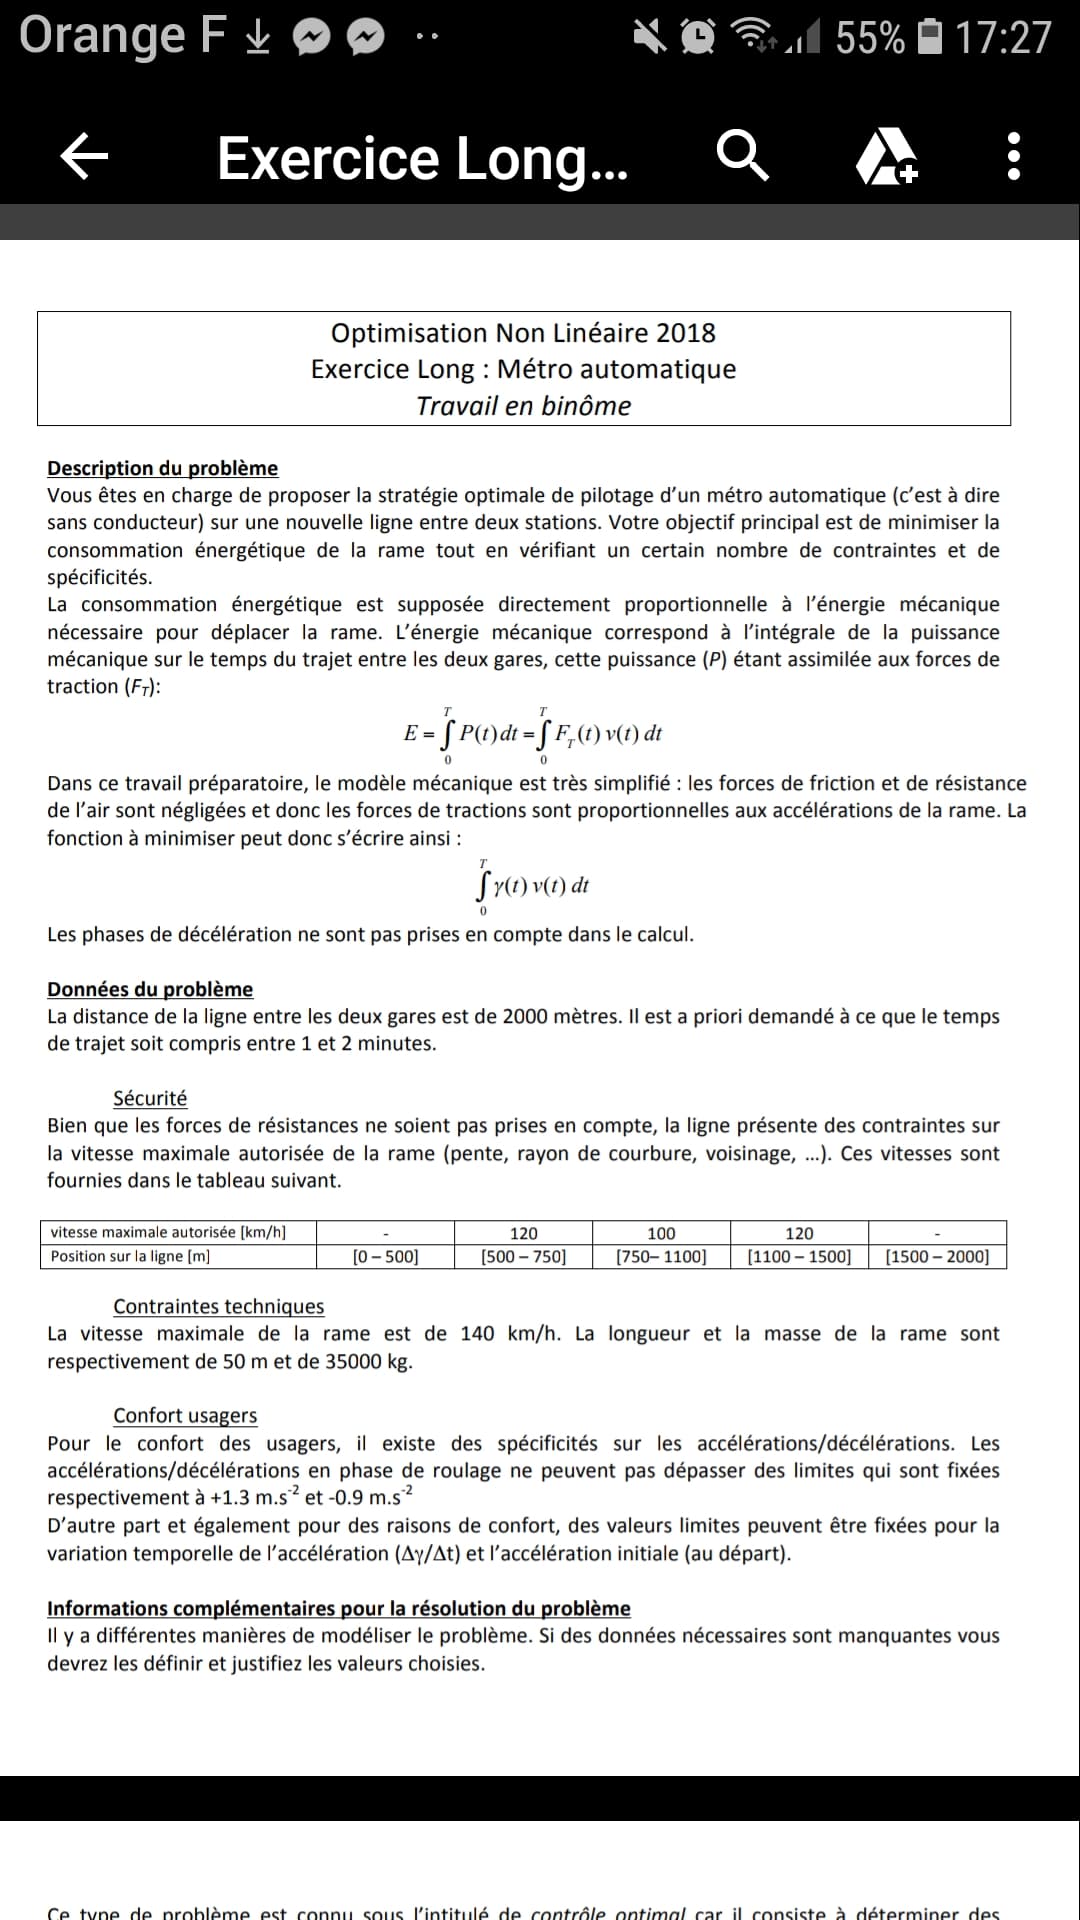 Orange F 55% 17:27
Exercice Long...
Optimisation Non Linéaire 2018
Exercice Long : Métro automatique
Travail en binôme
Description du problème
Vous êtes en charge de proposer la stratégie optimale de pilotage d’un métro automatique (c’est à dire
sans conducteur) sur une nouvelle ligne entre deux stations. Votre objectif principal est de minimiser la
consommation énergétique de la rame tout en vérifiant un certain nombre de contraintes et de
spécificités.
La consommation énergétique est supposée directement proportionnelle à l’énergie mécanique
nécessaire pour déplacer la rame. L’énergie mécanique correspond à l’intégrale de la puissance
mécanique sur le temps du trajet entre les deux gares, cette puissance (P) étant assimilée aux forces de
traction (F_T):
E = ∫_0^T P(t) dt = ∫_0^T F_T(t) v(t) dt
Dans ce travail préparatoire, le modèle mécanique est très simplifié : les forces de friction et de résistance
de l’air sont négligées et donc les forces de tractions sont proportionnelles aux accélérations de la rame. La
fonction à minimiser peut donc s’écrire ainsi :
∫_0^T γ(t) v(t) dt
Les phases de décélération ne sont pas prises en compte dans le calcul.
Données du problème
La distance de la ligne entre les deux gares est de 2000 mètres. Il est a priori demandé à ce que le temps
de trajet soit compris entre 1 et 2 minutes.
Sécurité
Bien que les forces de résistances ne soient pas prises en compte, la ligne présente des contraintes sur
la vitesse maximale autorisée de la rame (pente, rayon de courbure, voisinage, ...). Ces vitesses sont
fournies dans le tableau suivant.
vitesse maximale autorisée [km/h] - 120 100 120 -
Position sur la ligne [m] [0 – 500] [500 – 750] [750– 1100] [1100 – 1500] [1500 – 2000]
Contraintes techniques
La vitesse maximale de la rame est de 140 km/h. La longueur et la masse de la rame sont
respectivement de 50 m et de 35000 kg.
Confort usagers
Pour le confort des usagers, il existe des spécificités sur les accélérations/décélérations. Les
accélérations/décélérations en phase de roulage ne peuvent pas dépasser des limites qui sont fixées
respectivement à +1.3 m.s⁻² et -0.9 m.s⁻²
D’autre part et également pour des raisons de confort, des valeurs limites peuvent être fixées pour la
variation temporelle de l’accélération (Δγ/Δt) et l’accélération initiale (au départ).
Informations complémentaires pour la résolution du problème
Il y a différentes manières de modéliser le problème. Si des données nécessaires sont manquantes vous
devrez les définir et justifiez les valeurs choisies.
Ce type de problème est connu sous l’intitulé de contrôle optimal car il consiste à déterminer des